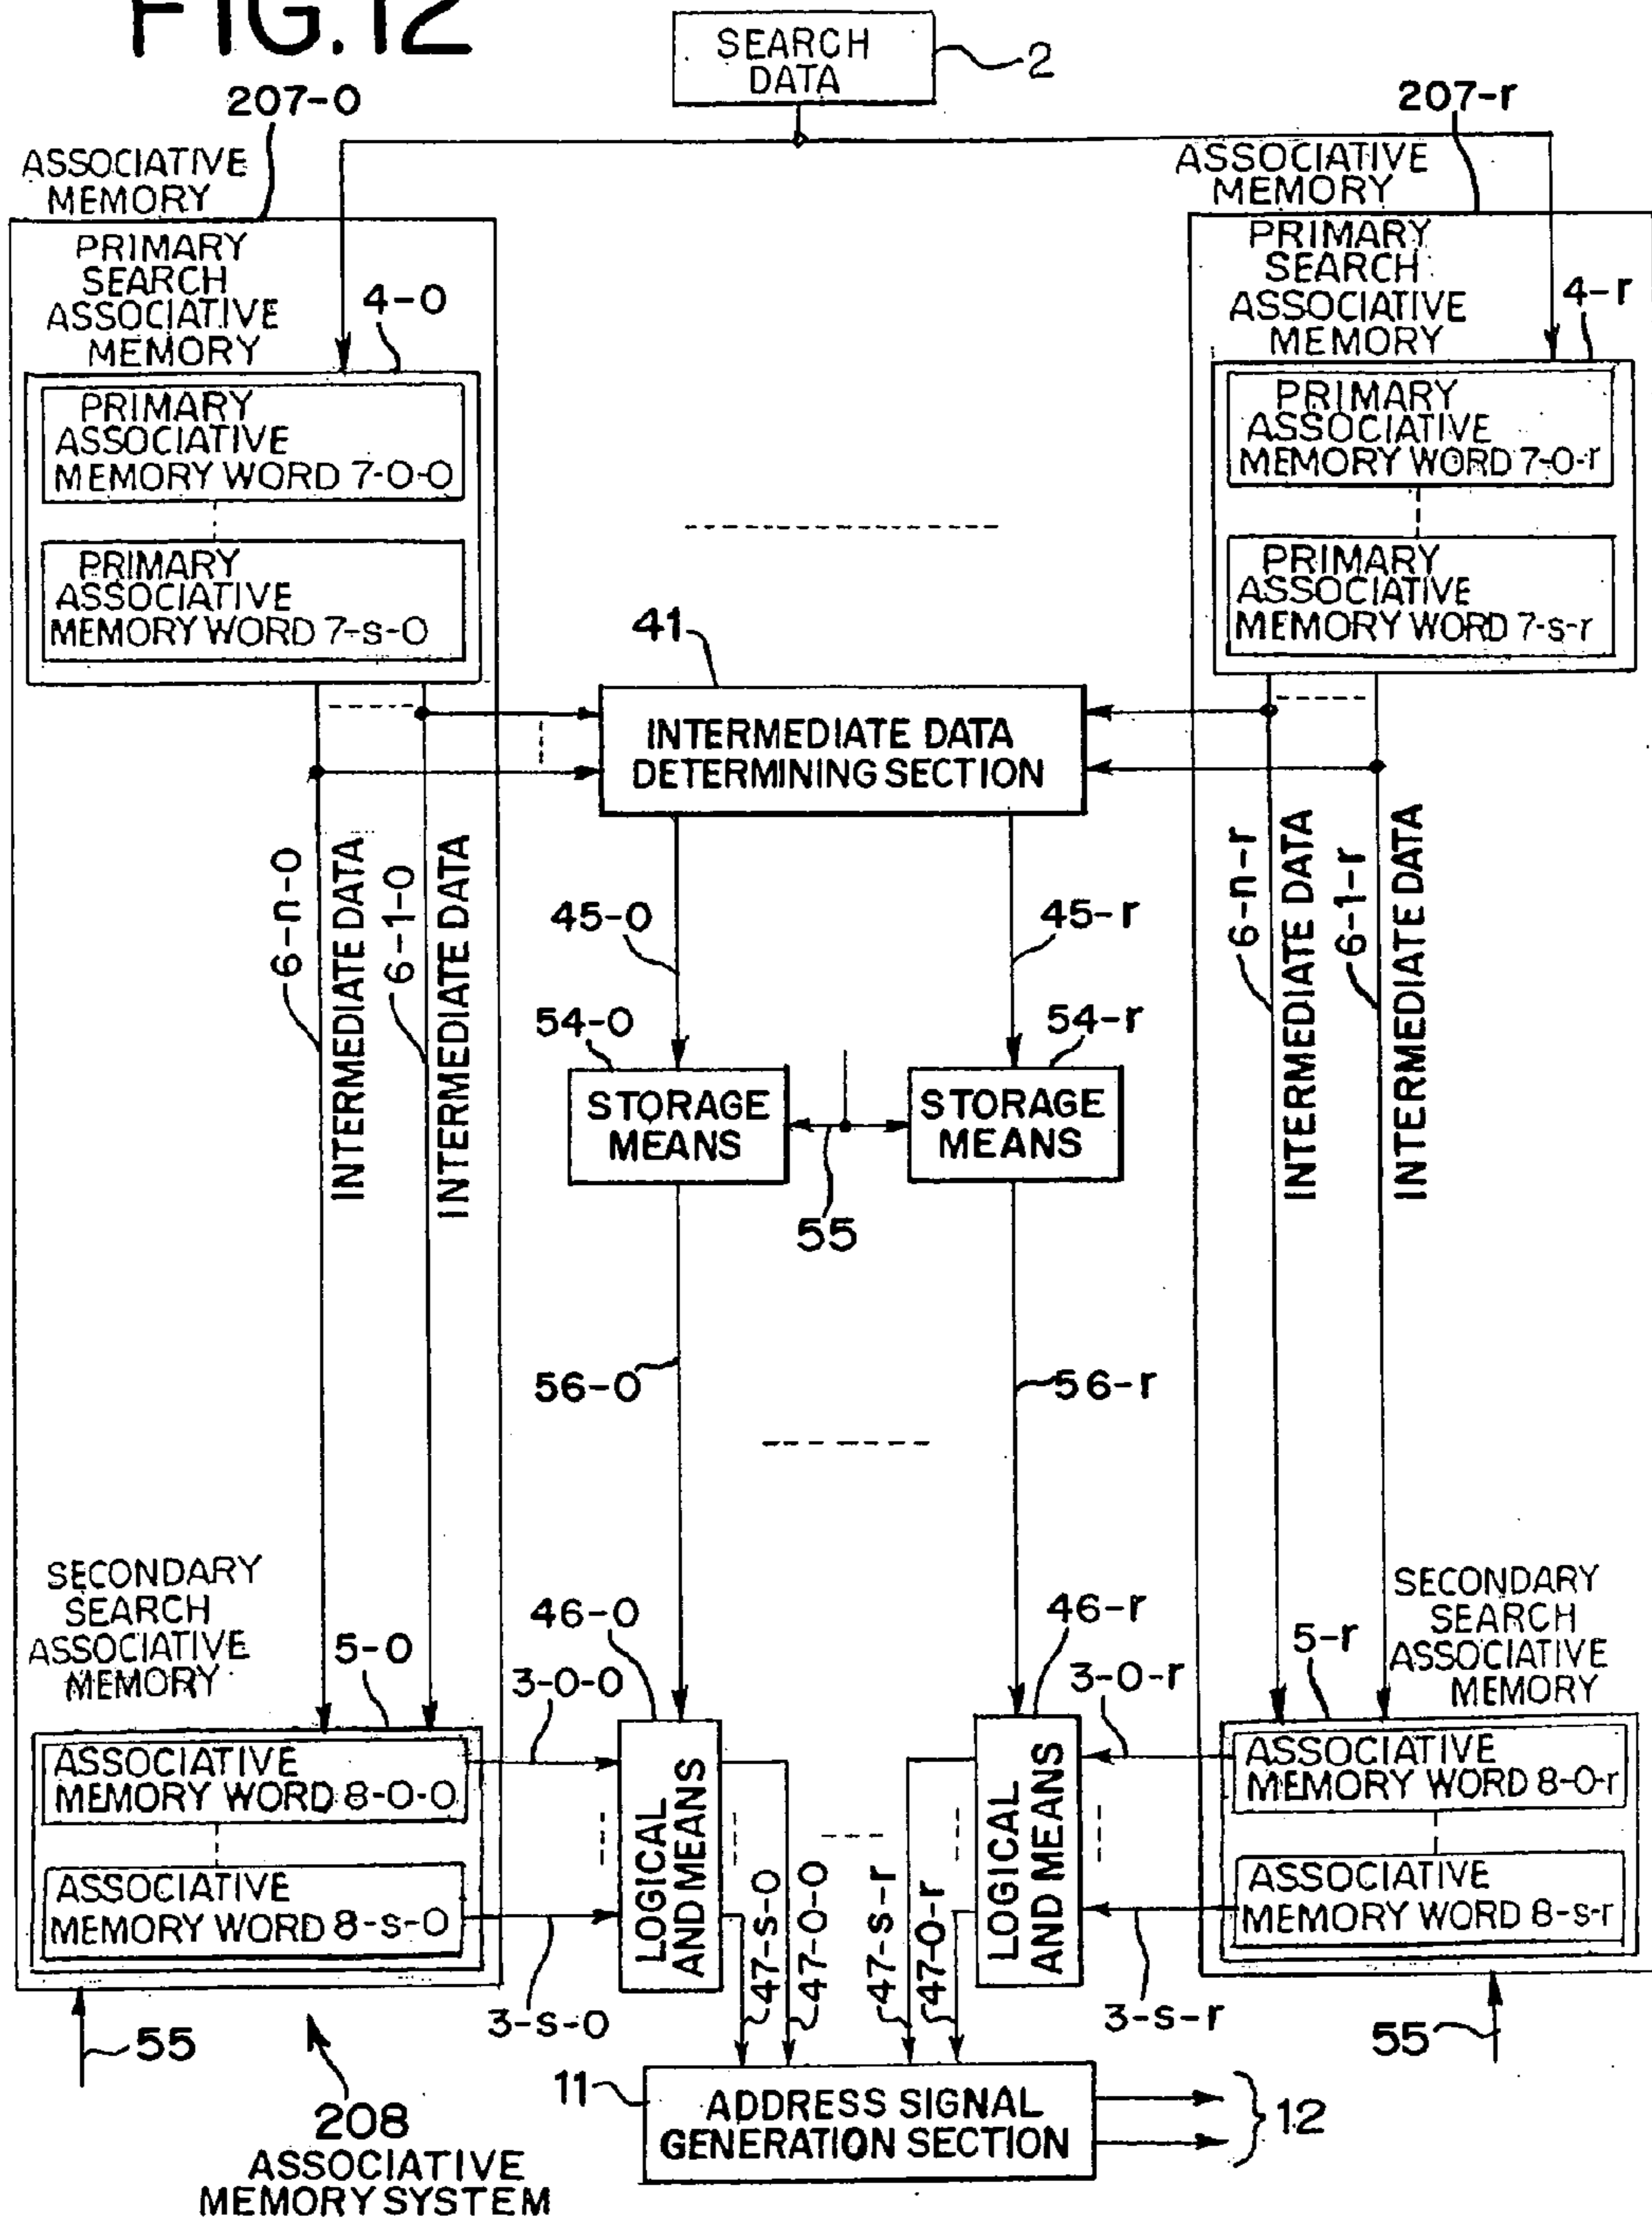 FIG.12
SEARCH
DATA
2
207-0
207-r
ASSOCIATIVE
MEMORY
ASSOCIATIVE
MEMORY
PRIMARY
SEARCH
ASSOCIATIVE
MEMORY
4-0
PRIMARY
SEARCH
ASSOCIATIVE
MEMORY
4-r
PRIMARY
ASSOCIATIVE
MEMORY WORD 7-0-0
PRIMARY
ASSOCIATIVE
MEMORY WORD 7-0-r
PRIMARY
ASSOCIATIVE
MEMORY WORD 7-s-0
PRIMARY
ASSOCIATIVE
MEMORY WORD 7-s-r
41
INTERMEDIATE DATA
DETERMINING SECTION
6-n-0
INTERMEDIATE DATA
6-1-0
INTERMEDIATE DATA
45-0
45-r
6-n-r
INTERMEDIATE DATA
6-1-r
INTERMEDIATE DATA
54-0
54-r
STORAGE
MEANS
STORAGE
MEANS
55
56-0
56-r
SECONDARY
SEARCH
ASSOCIATIVE
MEMORY
5-0
46-0
46-r
SECONDARY
SEARCH
ASSOCIATIVE
MEMORY
5-r
3-0-0
3-0-r
ASSOCIATIVE
MEMORY WORD 8-0-0
ASSOCIATIVE
MEMORY WORD 8-s-0
LOGICAL
AND MEANS
47-s-0
47-0-0
47-s-r
47-0-r
LOGICAL
AND MEANS
ASSOCIATIVE
MEMORY WORD 8-0-r
ASSOCIATIVE
MEMORY WORD 8-s-r
3-s-0
3-s-r
55
55
11
ADDRESS SIGNAL
GENERATION SECTION
12
208
ASSOCIATIVE
MEMORY SYSTEM